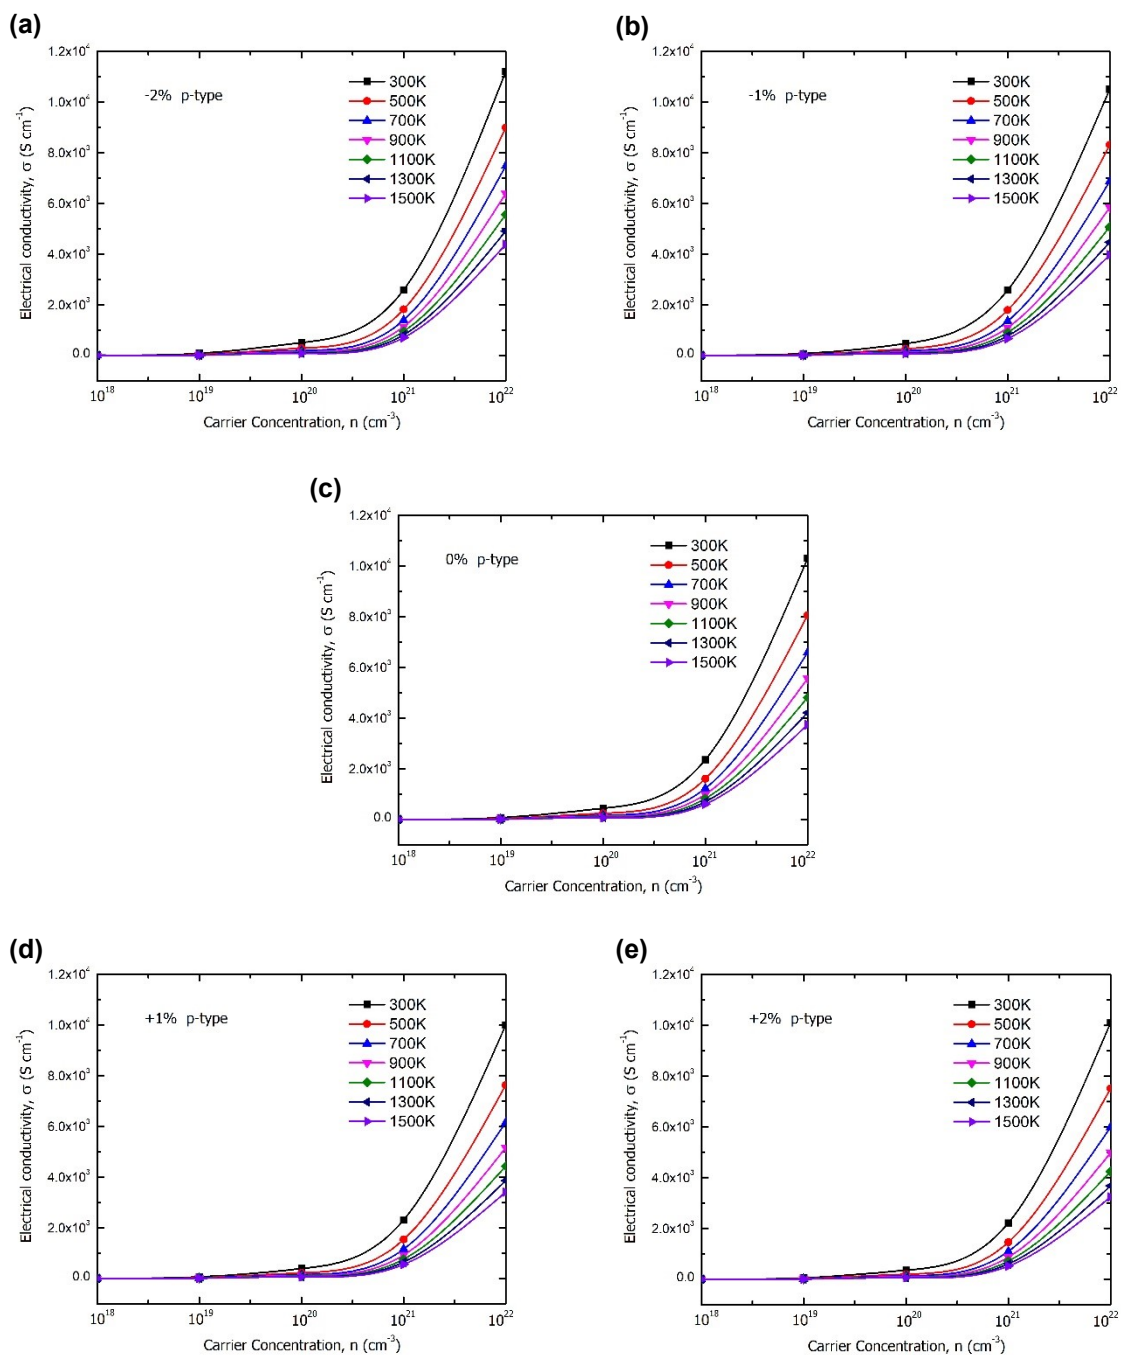 (a)
1.2x10⁴
1.0x10⁴
8.0x10³
6.0x10³
4.0x10³
2.0x10³
0.0
Electrical conductivity, σ (S cm⁻¹)
-2% p-type
300K
500K
700K
900K
1100K
1300K
1500K
10¹⁸ 10¹⁹ 10²⁰ 10²¹ 10²²
Carrier Concentration, n (cm⁻³)
(b)
1.2x10⁴
1.0x10⁴
8.0x10³
6.0x10³
4.0x10³
2.0x10³
0.0
Electrical conductivity, σ (S cm⁻¹)
-1% p-type
300K
500K
700K
900K
1100K
1300K
1500K
10¹⁸ 10¹⁹ 10²⁰ 10²¹ 10²²
Carrier Concentration, n (cm⁻³)
(c)
1.2x10⁴
1.0x10⁴
8.0x10³
6.0x10³
4.0x10³
2.0x10³
0.0
Electrical conductivity, σ (S cm⁻¹)
0% p-type
300K
500K
700K
900K
1100K
1300K
1500K
10¹⁸ 10¹⁹ 10²⁰ 10²¹ 10²²
Carrier Concentration, n (cm⁻³)
(d)
1.2x10⁴
1.0x10⁴
8.0x10³
6.0x10³
4.0x10³
2.0x10³
0.0
Electrical conductivity, σ (S cm⁻¹)
+1% p-type
300K
500K
700K
900K
1100K
1300K
1500K
10¹⁸ 10¹⁹ 10²⁰ 10²¹ 10²²
Carrier Concentration, n (cm⁻³)
(e)
1.2x10⁴
1.0x10⁴
8.0x10³
6.0x10³
4.0x10³
2.0x10³
0.0
Electrical conductivity, σ (S cm⁻¹)
+2% p-type
300K
500K
700K
900K
1100K
1300K
1500K
10¹⁸ 10¹⁹ 10²⁰ 10²¹ 10²²
Carrier Concentration, n (cm⁻³)